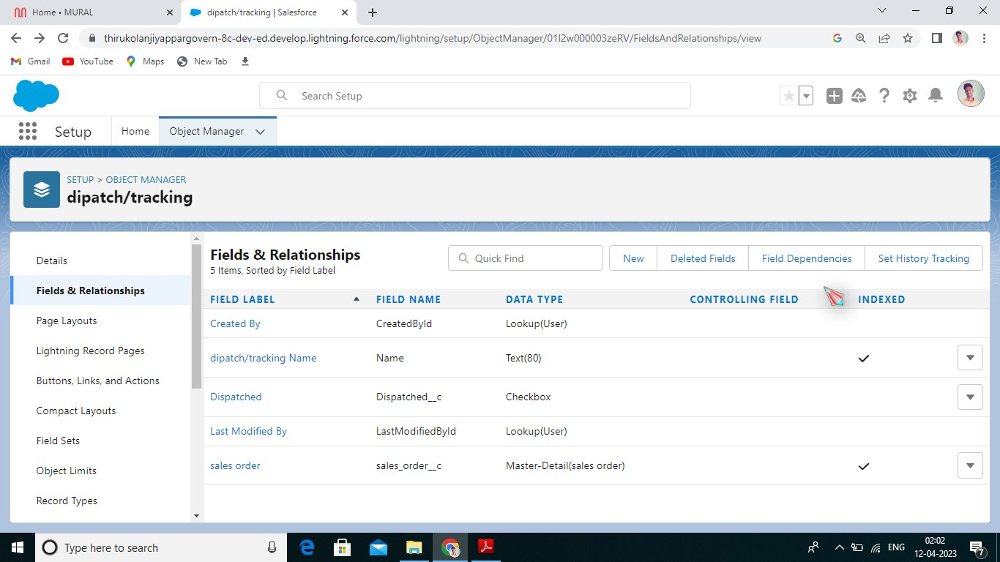 Home • MURAL
dipatch/tracking | Salesforce
thirukolanjiyappargovern-8c-dev-ed.develop.lightning.force.com/lightning/setup/ObjectManager/01I2w000003zeRV/FieldsAndRelationships/view
Gmail YouTube Maps New Tab
Search Setup
Setup Home Object Manager
SETUP > OBJECT MANAGER
dipatch/tracking
Details
Fields & Relationships
Page Layouts
Lightning Record Pages
Buttons, Links, and Actions
Compact Layouts
Field Sets
Object Limits
Record Types
Fields & Relationships
5 Items, Sorted by Field Label
Quick Find New Deleted Fields Field Dependencies Set History Tracking
FIELD LABEL FIELD NAME DATA TYPE CONTROLLING FIELD INDEXED
Created By CreatedById Lookup(User)
dipatch/tracking Name Name Text(80)
Dispatched Dispatched__c Checkbox
Last Modified By LastModifiedById Lookup(User)
sales order sales_order__c Master-Detail(sales order)
Type here to search
ENG
02:02
12-04-2023
7